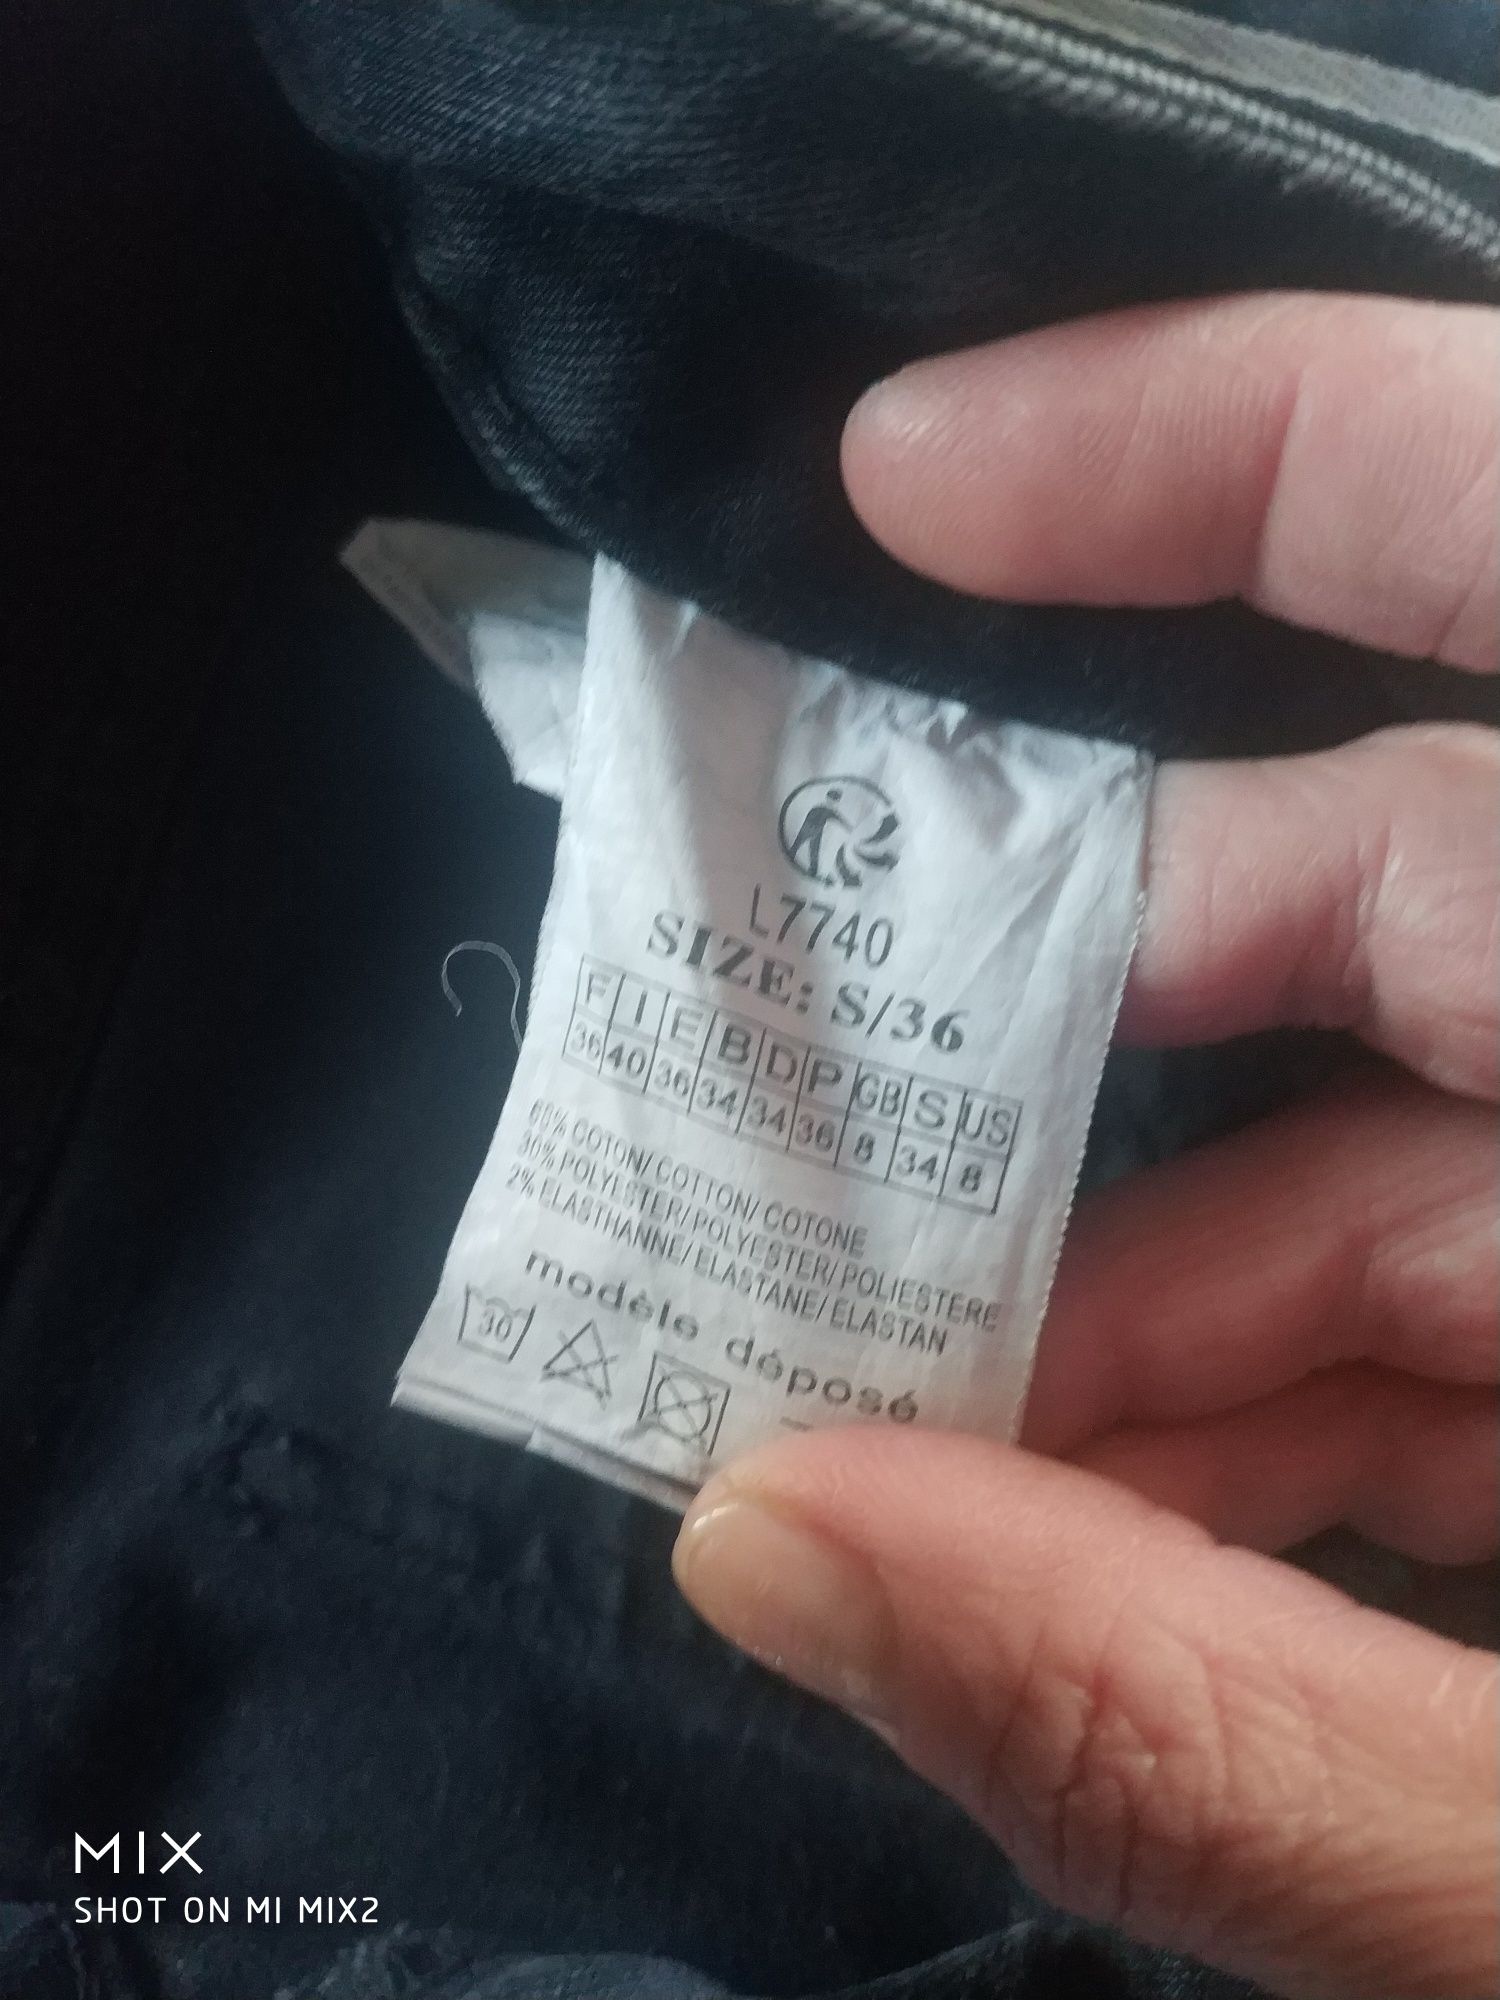 L7740
SIZE: S/36
F I E B D P GB S US
36 40 36 34 34 36 8 34 8
COTON/COTTON/COTONE
POLYESTER/POLYESTER/POLIESTERE
2% ELASTHANNE/ELASTANE/ELASTAN
modèle déposé
30
MIX
SHOT ON MI MIX2